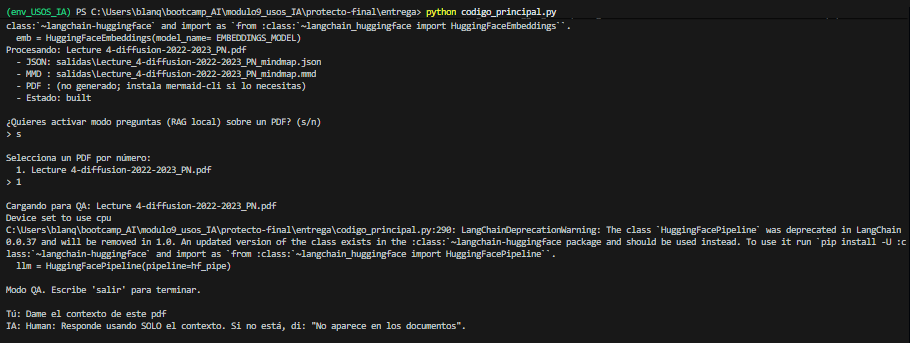 (env_USOS_IA) PS C:\Users\blanq\bootcamp_AI\modulo9_usos_IA\protecto-final\entrega> python codigo_principal.py
class:`~langchain-huggingface` and import as `from :class:`~langchain_huggingface import HuggingFaceEmbeddings``.
  emb = HuggingFaceEmbeddings(model_name= EMBEDDINGS_MODEL)
Procesando: Lecture 4-diffusion-2022-2023_PN.pdf
  - JSON: salidas\Lecture_4-diffusion-2022-2023_PN_mindmap.json
  - MMD : salidas\Lecture_4-diffusion-2022-2023_PN_mindmap.mmd
  - PDF : (no generado; instala mermaid-cli si lo necesitas)
  - Estado: built
¿Quieres activar modo preguntas (RAG local) sobre un PDF? (s/n)
> s
Selecciona un PDF por número:
  1. Lecture 4-diffusion-2022-2023_PN.pdf
> 1
Cargando para QA: Lecture 4-diffusion-2022-2023_PN.pdf
Device set to use cpu
C:\Users\blanq\bootcamp_AI\modulo9_usos_IA\protecto-final\entrega\codigo_principal.py:290: LangChainDeprecationWarning: The class `HuggingFacePipeline` was deprecated in LangChain
0.0.37 and will be removed in 1.0. An updated version of the class exists in the :class:`~langchain-huggingface package and should be used instead. To use it run `pip install -U :c
lass:`~langchain-huggingface` and import as `from :class:`~langchain_huggingface import HuggingFacePipeline``.
  llm = HuggingFacePipeline(pipeline=hf_pipe)
Modo QA. Escribe 'salir' para terminar.
Tú: Dame el contexto de este pdf
IA: Human: Responde usando SOLO el contexto. Si no está, di: "No aparece en los documentos".